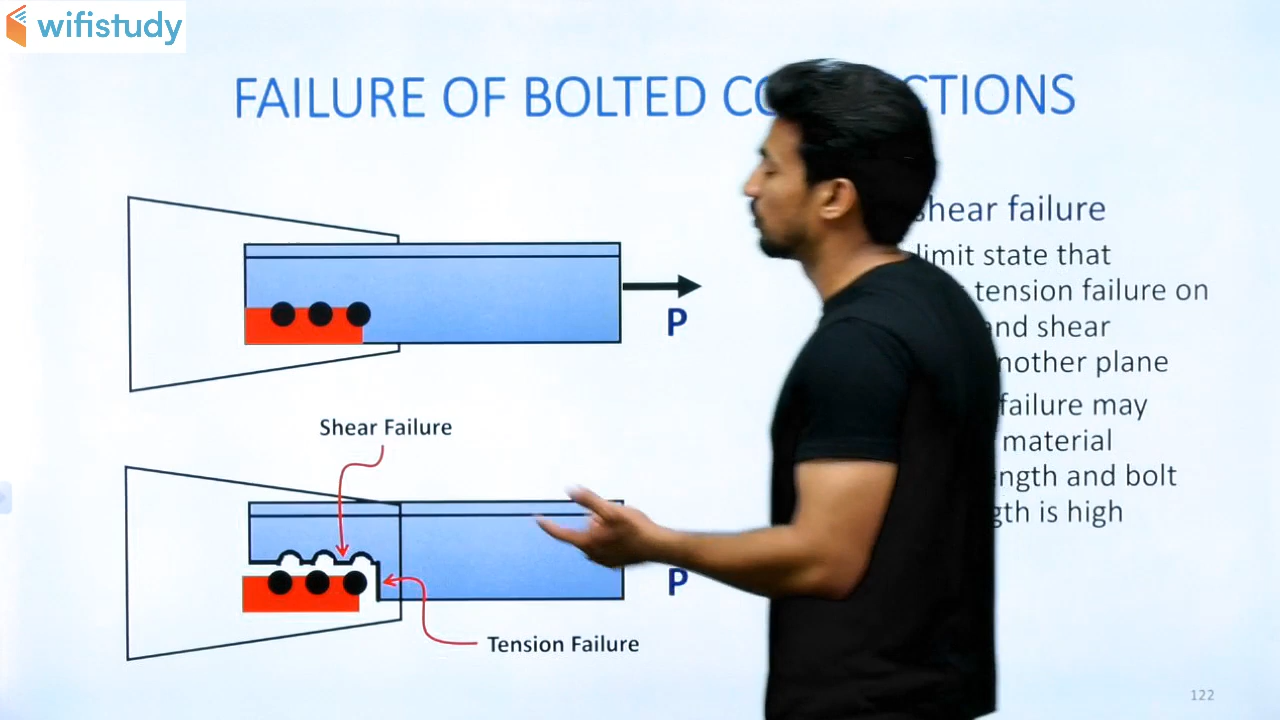 wifistudy
FAILURE OF BOLTED CTIONS
shear failure
limit state that
tension failure on
and shear
nother plane
failure may
material
ngth and bolt
gth is high
P
Shear Failure
P
Tension Failure
122